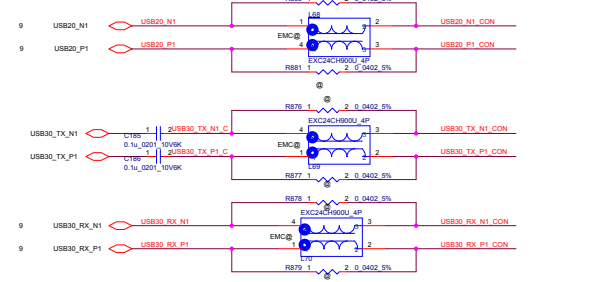 L68
9 USB20_N1 USB20_N1 1 2 USB20_N1_CON
EMC@
9 USB20_P1 USB20_P1 4 3 USB20_P1_CON
EXC24CH900U_4P
R881 1 2 0_0402_5%
@
@
R876 1 2 0_0402_5%
EXC24CH900U_4P
USB30_TX_N1 1 2 USB30_TX_N1_C 4 3 USB30_TX_N1_CON
C185
0.1u_0201_10V6K EMC@
USB30_TX_P1 1 2 USB30_TX_P1_C 1 2 USB30_TX_P1_CON
C186
0.1u_0201_10V6K
L69
R877 1 2 0_0402_5%
@
R878 1 2 0_0402_5%
@
EXC24CH900U_4P
9 USB30_RX_N1 USB30_RX_N1 4 3 USB30_RX_N1_CON
EMC@
9 USB30_RX_P1 USB30_RX_P1 1 2 USB30_RX_P1_CON
L70
R879 1 2 0_0402_5%
@